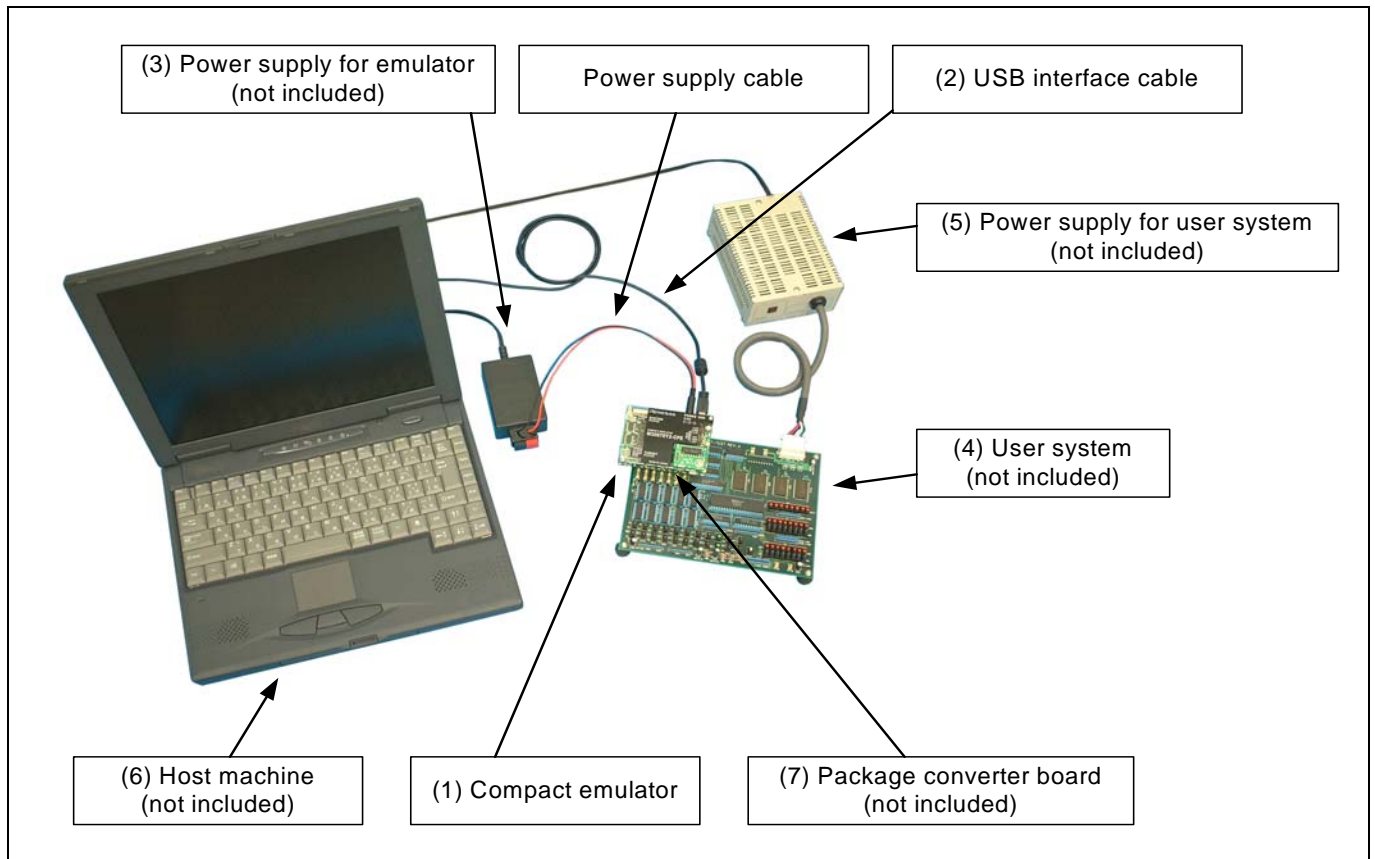 (3) Power supply for emulator
(not included)
Power supply cable
(2) USB interface cable
(5) Power supply for user system
(not included)
(4) User system
(not included)
(6) Host machine
(not included)
(1) Compact emulator
(7) Package converter board
(not included)